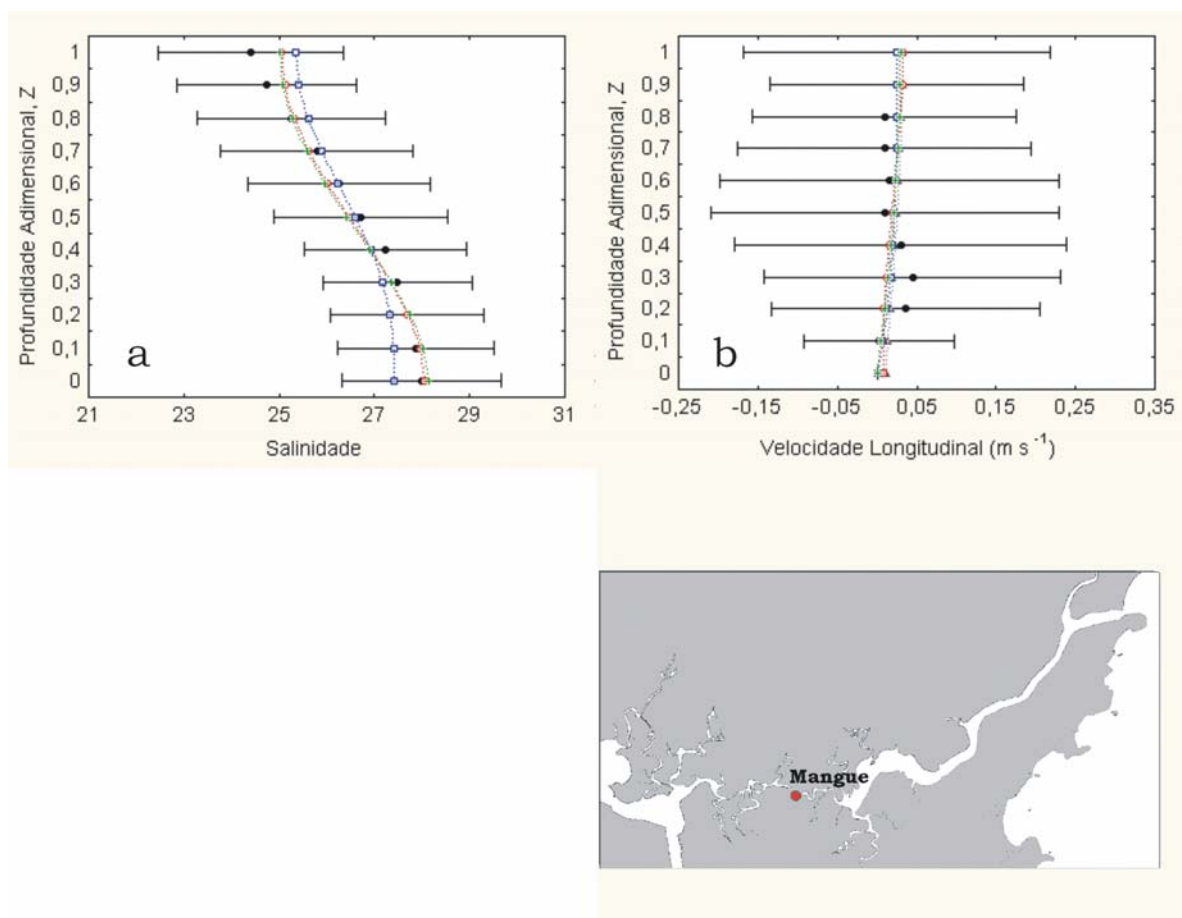 Profundidade Adimensional, Z
1
0,9
0,8
0,7
0,6
0,5
0,4
0,3
0,2
0,1
0
a
21 23 25 27 29 31
Salinidade
Profundidade Adimensional, Z
1
0,9
0,8
0,7
0,6
0,5
0,4
0,3
0,2
0,1
0
b
-0,25 -0,15 -0,05 0,05 0,15 0,25 0,35
Velocidade Longitudinal (m s⁻¹)
Mangue